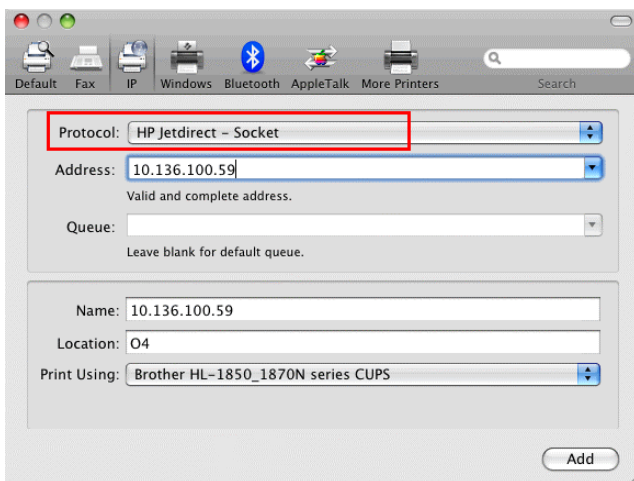 Default Fax IP Windows Bluetooth AppleTalk More Printers Search
Protocol: HP Jetdirect – Socket
Address: 10.136.100.59
Valid and complete address.
Queue:
Leave blank for default queue.
Name: 10.136.100.59
Location: O4
Print Using: Brother HL-1850_1870N series CUPS
Add